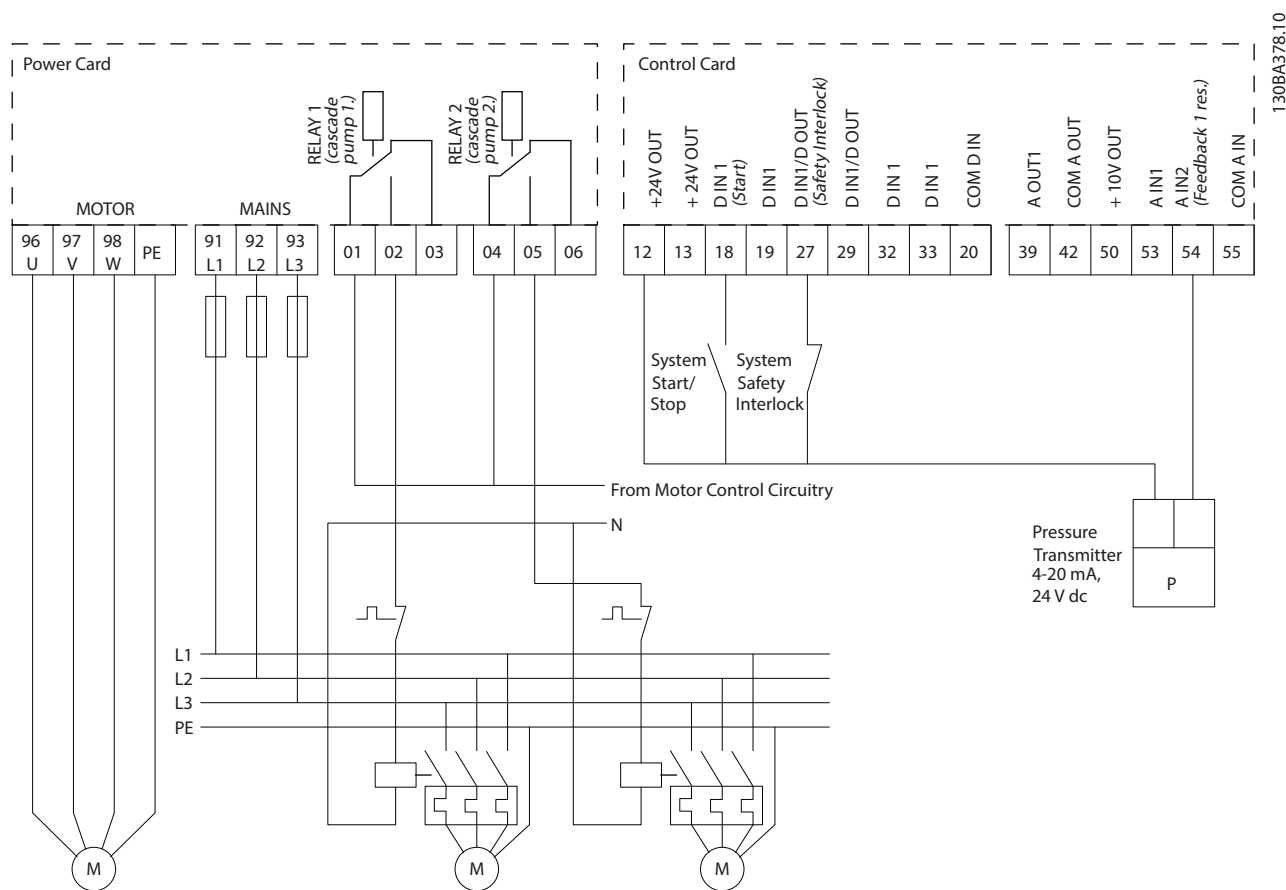 130BA378.10
Power Card
Control Card
RELAY 1
(cascade
pump 1.)
RELAY 2
(cascade
pump 2.)
+24V OUT
+ 24V OUT
D IN 1
(Start)
D IN1
D IN1/D OUT
(Safety Interlock)
D IN1/D OUT
D IN 1
D IN 1
COM D IN
A OUT1
COM A OUT
+ 10V OUT
A IN1
A IN2
(Feedback 1 res.)
COM A IN
MOTOR
MAINS
96 97 98 PE
U V W
91 92 93
L1 L2 L3
01 02 03
04 05 06
12 13 18 19 27 29 32 33 20
39 42 50 53 54 55
System
Start/
Stop
System
Safety
Interlock
From Motor Control Circuitry
N
Pressure
Transmitter
4-20 mA,
24 V dc
P
L1
L2
L3
PE
M
M
M